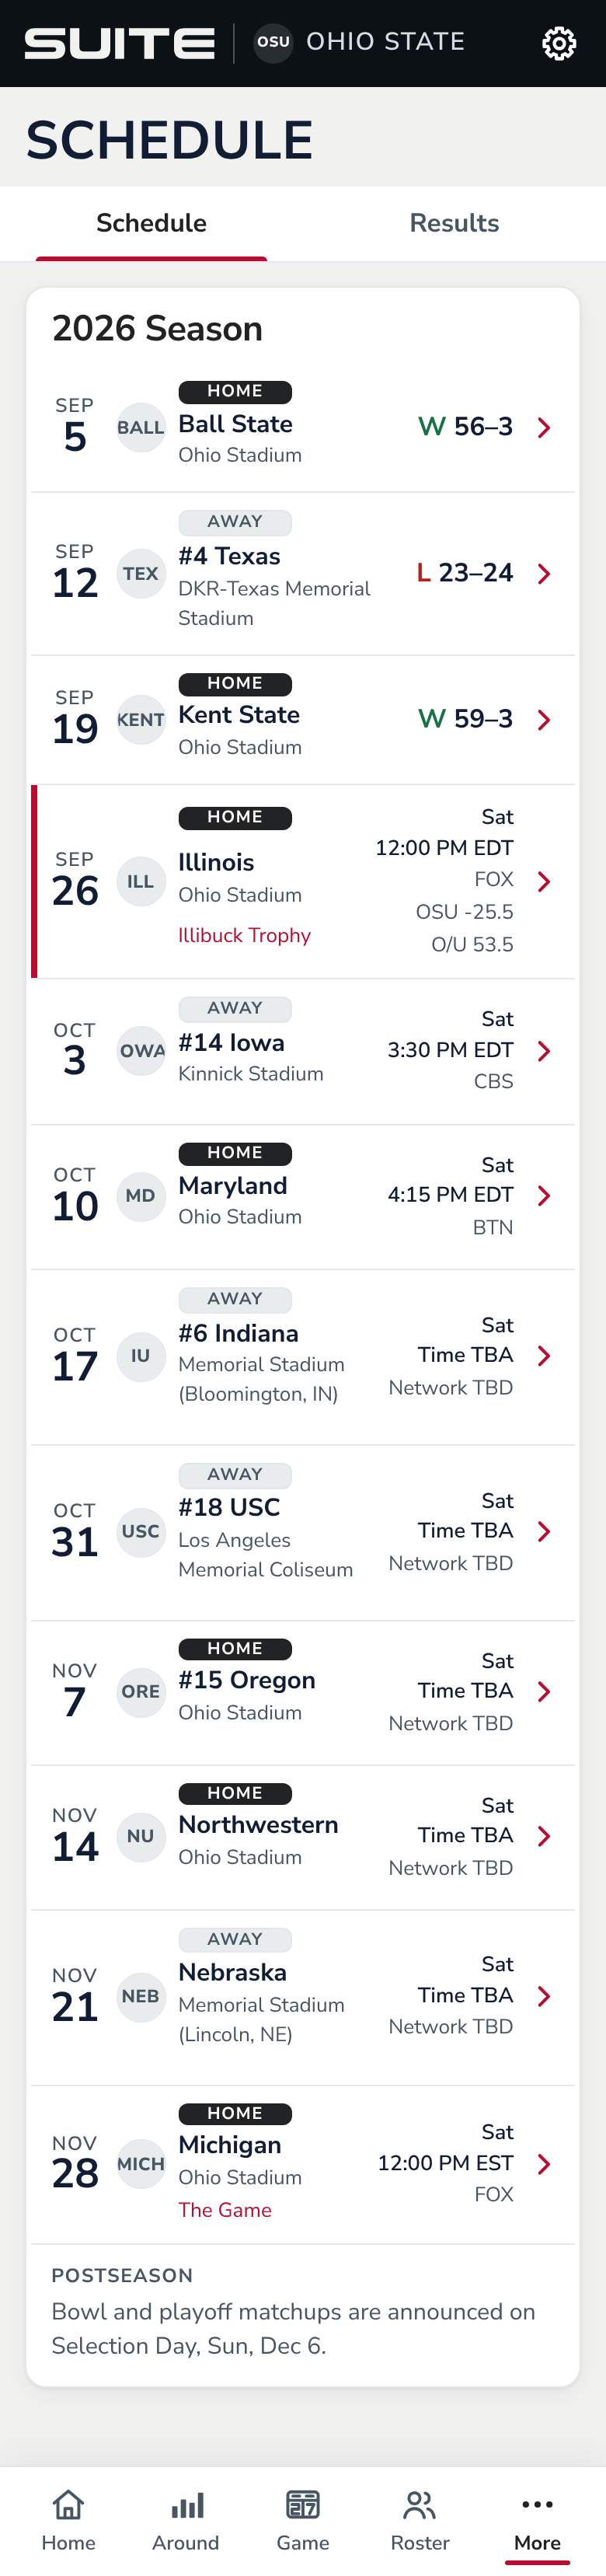 SUITE
OSU OHIO STATE
SCHEDULE
Schedule Results
2026 Season
SEP 5
BALL
HOME
Ball State
Ohio Stadium
W 56–3
SEP 12
TEX
AWAY
#4 Texas
DKR-Texas Memorial
Stadium
L 23–24
SEP 19
KENT
HOME
Kent State
Ohio Stadium
W 59–3
SEP 26
ILL
HOME
Illinois
Ohio Stadium
Illibuck Trophy
Sat
12:00 PM EDT
FOX
OSU -25.5
O/U 53.5
OCT 3
OWA
AWAY
#14 Iowa
Kinnick Stadium
Sat
3:30 PM EDT
CBS
OCT 10
MD
HOME
Maryland
Ohio Stadium
Sat
4:15 PM EDT
BTN
OCT 17
IU
AWAY
#6 Indiana
Memorial Stadium
(Bloomington, IN)
Sat
Time TBA
Network TBD
OCT 31
USC
AWAY
#18 USC
Los Angeles
Memorial Coliseum
Sat
Time TBA
Network TBD
NOV 7
ORE
HOME
#15 Oregon
Ohio Stadium
Sat
Time TBA
Network TBD
NOV 14
NU
HOME
Northwestern
Ohio Stadium
Sat
Time TBA
Network TBD
NOV 21
NEB
AWAY
Nebraska
Memorial Stadium
(Lincoln, NE)
Sat
Time TBA
Network TBD
NOV 28
MICH
HOME
Michigan
Ohio Stadium
The Game
Sat
12:00 PM EST
FOX
POSTSEASON
Bowl and playoff matchups are announced on
Selection Day, Sun, Dec 6.
Home Around Game Roster More